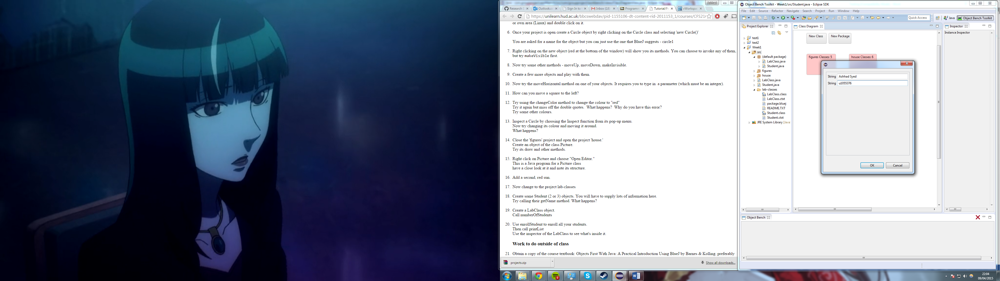 Ashhad
Research
Outlook.co
Sign In to
Inbox (18)
Programm
Tutorial/Pr
vWorkspac
https://unilearn.hud.ac.uk/bbcswebdav/pid-1155106-dt-content-rid-2011153_1/courses/CFS21
or own area (Linux) and double click on it.
6. Once your project is open create a Circle object by right clicking on the Circle class and selecting 'new Circle()'
You are asked for a name for the object but you can just use the one that BlueJ suggests - circle1
7. Right clicking on the new object (red at the bottom of the window) will show you its methods. You can choose to invoke any of them,
but try makeVisible first.
8. Now try some other methods - moveUp, moveDown, makeInvisible.
9. Create a few more objects and play with them.
10. Now try the moveHorizontal method on one of your objects. It requires you to type in a parameter (which must be an integer).
11. How can you move a square to the left?
12. Try using the changeColor method to change the colour to "red"
Try it again but miss off the double quotes. What happens? Why do you have this error?
Try some other colours.
13. Inspect a Circle by choosing the Inspect function from its pop-up menu.
Now try changing its colour and moving it around.
What happens?
14. Close the 'figures' project and open the project 'house.'
Create an object of the class Picture.
Try its draw and other methods.
15. Right click on Picture and choose "Open Editor."
This is a Java program for a Picture class
have a close look at it and note its structure.
16. Add a second, red sun.
17. Now change to the project lab-classes
18. Create some Student (2 or 3) objects. You will have to supply lots of information here.
Try calling their getName method. What happens?
19. Create a LabClass object.
Call numberOfStudents
20. Use enrollStudent to enroll all your students.
Then call printList
Use the inspector of the LabClass to see what's inside it.
Work to do outside of class
21. Obtain a copy of the course textbook: Objects First With Java: A Practical Introduction Using BlueJ by Barnes & Kolling, preferably
projects.zip
Show all downloads...
Object Bench Toolkit - Week1/src/Student.java - Eclipse SDK
File Edit Source Refactor Navigate Search Project Run Window Help
Quick Access
Java
Object Bench Toolkit
Project Explorer
test1
test2
Week1
src
(default package)
LabClass.java
Student.java
figures
house
LabClass.java
Student.java
lab-classes
LabClass.class
LabClass.ctxt
package.bluej
README.TXT
Student.class
Student.ctxt
JRE System Library [Java
Class Diagram
New Class
New Package
figures Classes: 5
house Classes: 6
String Ashhad Syed
String u1055376
OK
Cancel
Inspector
Instance Inspector
Object Bench
22:04
09/04/2015